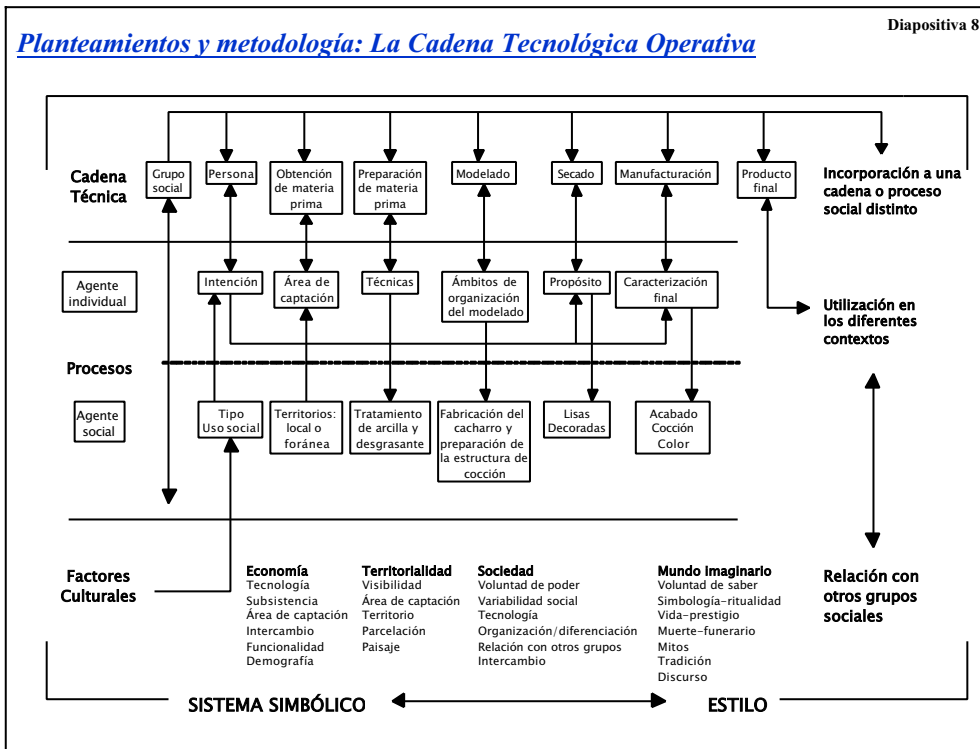 Diapositiva 8
Planteamientos y metodología: La Cadena Tecnológica Operativa
Cadena
Técnica
Grupo
social
Persona
Obtención
de materia
prima
Preparación
de materia
prima
Modelado
Secado
Manufacturación
Producto
final
Incorporación a una
cadena o proceso
social distinto
Agente
individual
Intención
Área de
captación
Técnicas
Ámbitos de
organización
del modelado
Propósito
Caracterización
final
Utilización en
los diferentes
contextos
Procesos
Agente
social
Tipo
Uso social
Territorios:
local o
foránea
Tratamiento
de arcilla y
desgrasante
Fabricación del
cacharro y
preparación de
la estructura de
cocción
Lisas
Decoradas
Acabado
Cocción
Color
Factores
Culturales
Economía
Tecnología
Subsistencia
Área de captación
Intercambio
Funcionalidad
Demografía
Territorialidad
Visibilidad
Área de captación
Territorio
Parcelación
Paisaje
Sociedad
Voluntad de poder
Variabilidad social
Tecnología
Organización/diferenciación
Relación con otros grupos
Intercambio
Mundo imaginario
Voluntad de saber
Simbología-ritualidad
Vida-prestigio
Muerte-funerario
Mitos
Tradición
Discurso
Relación con
otros grupos
sociales
SISTEMA SIMBÓLICO
ESTILO